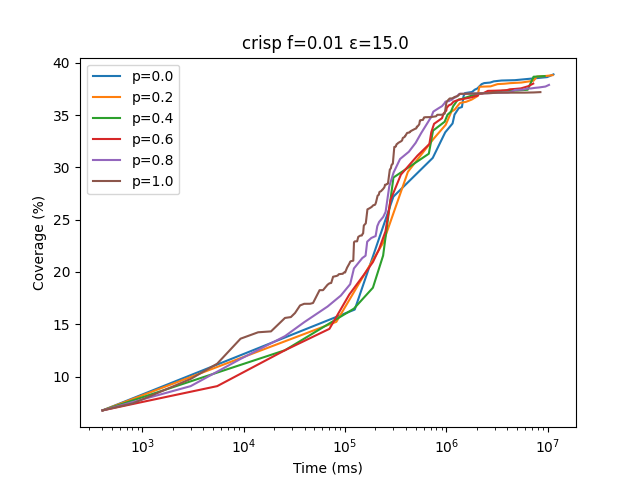 crisp f=0.01 ε=15.0
Coverage (%)
40
35
30
25
20
15
10
p=0.0
p=0.2
p=0.4
p=0.6
p=0.8
p=1.0
10³
10⁴
10⁵
10⁶
10⁷
Time (ms)